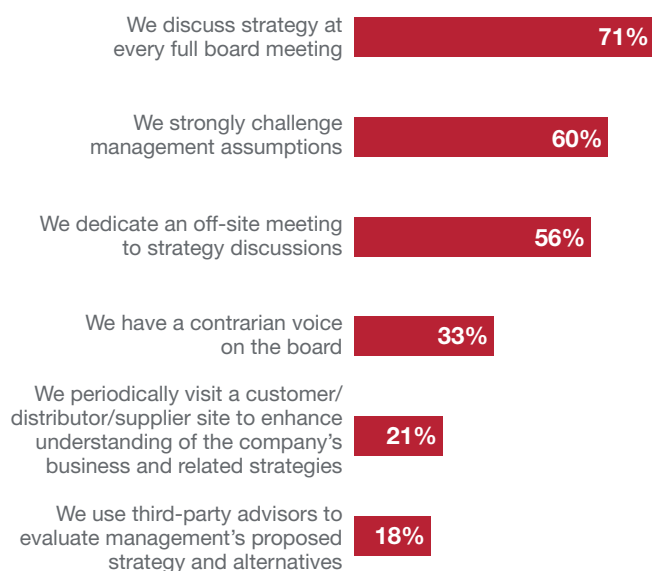 We discuss strategy at
every full board meeting
71%
We strongly challenge
management assumptions
60%
We dedicate an off-site meeting
to strategy discussions
56%
We have a contrarian voice
on the board
33%
We periodically visit a customer/
distributor/supplier site to enhance
understanding of the company’s
business and related strategies
21%
We use third-party advisors to
evaluate management’s proposed
strategy and alternatives
18%